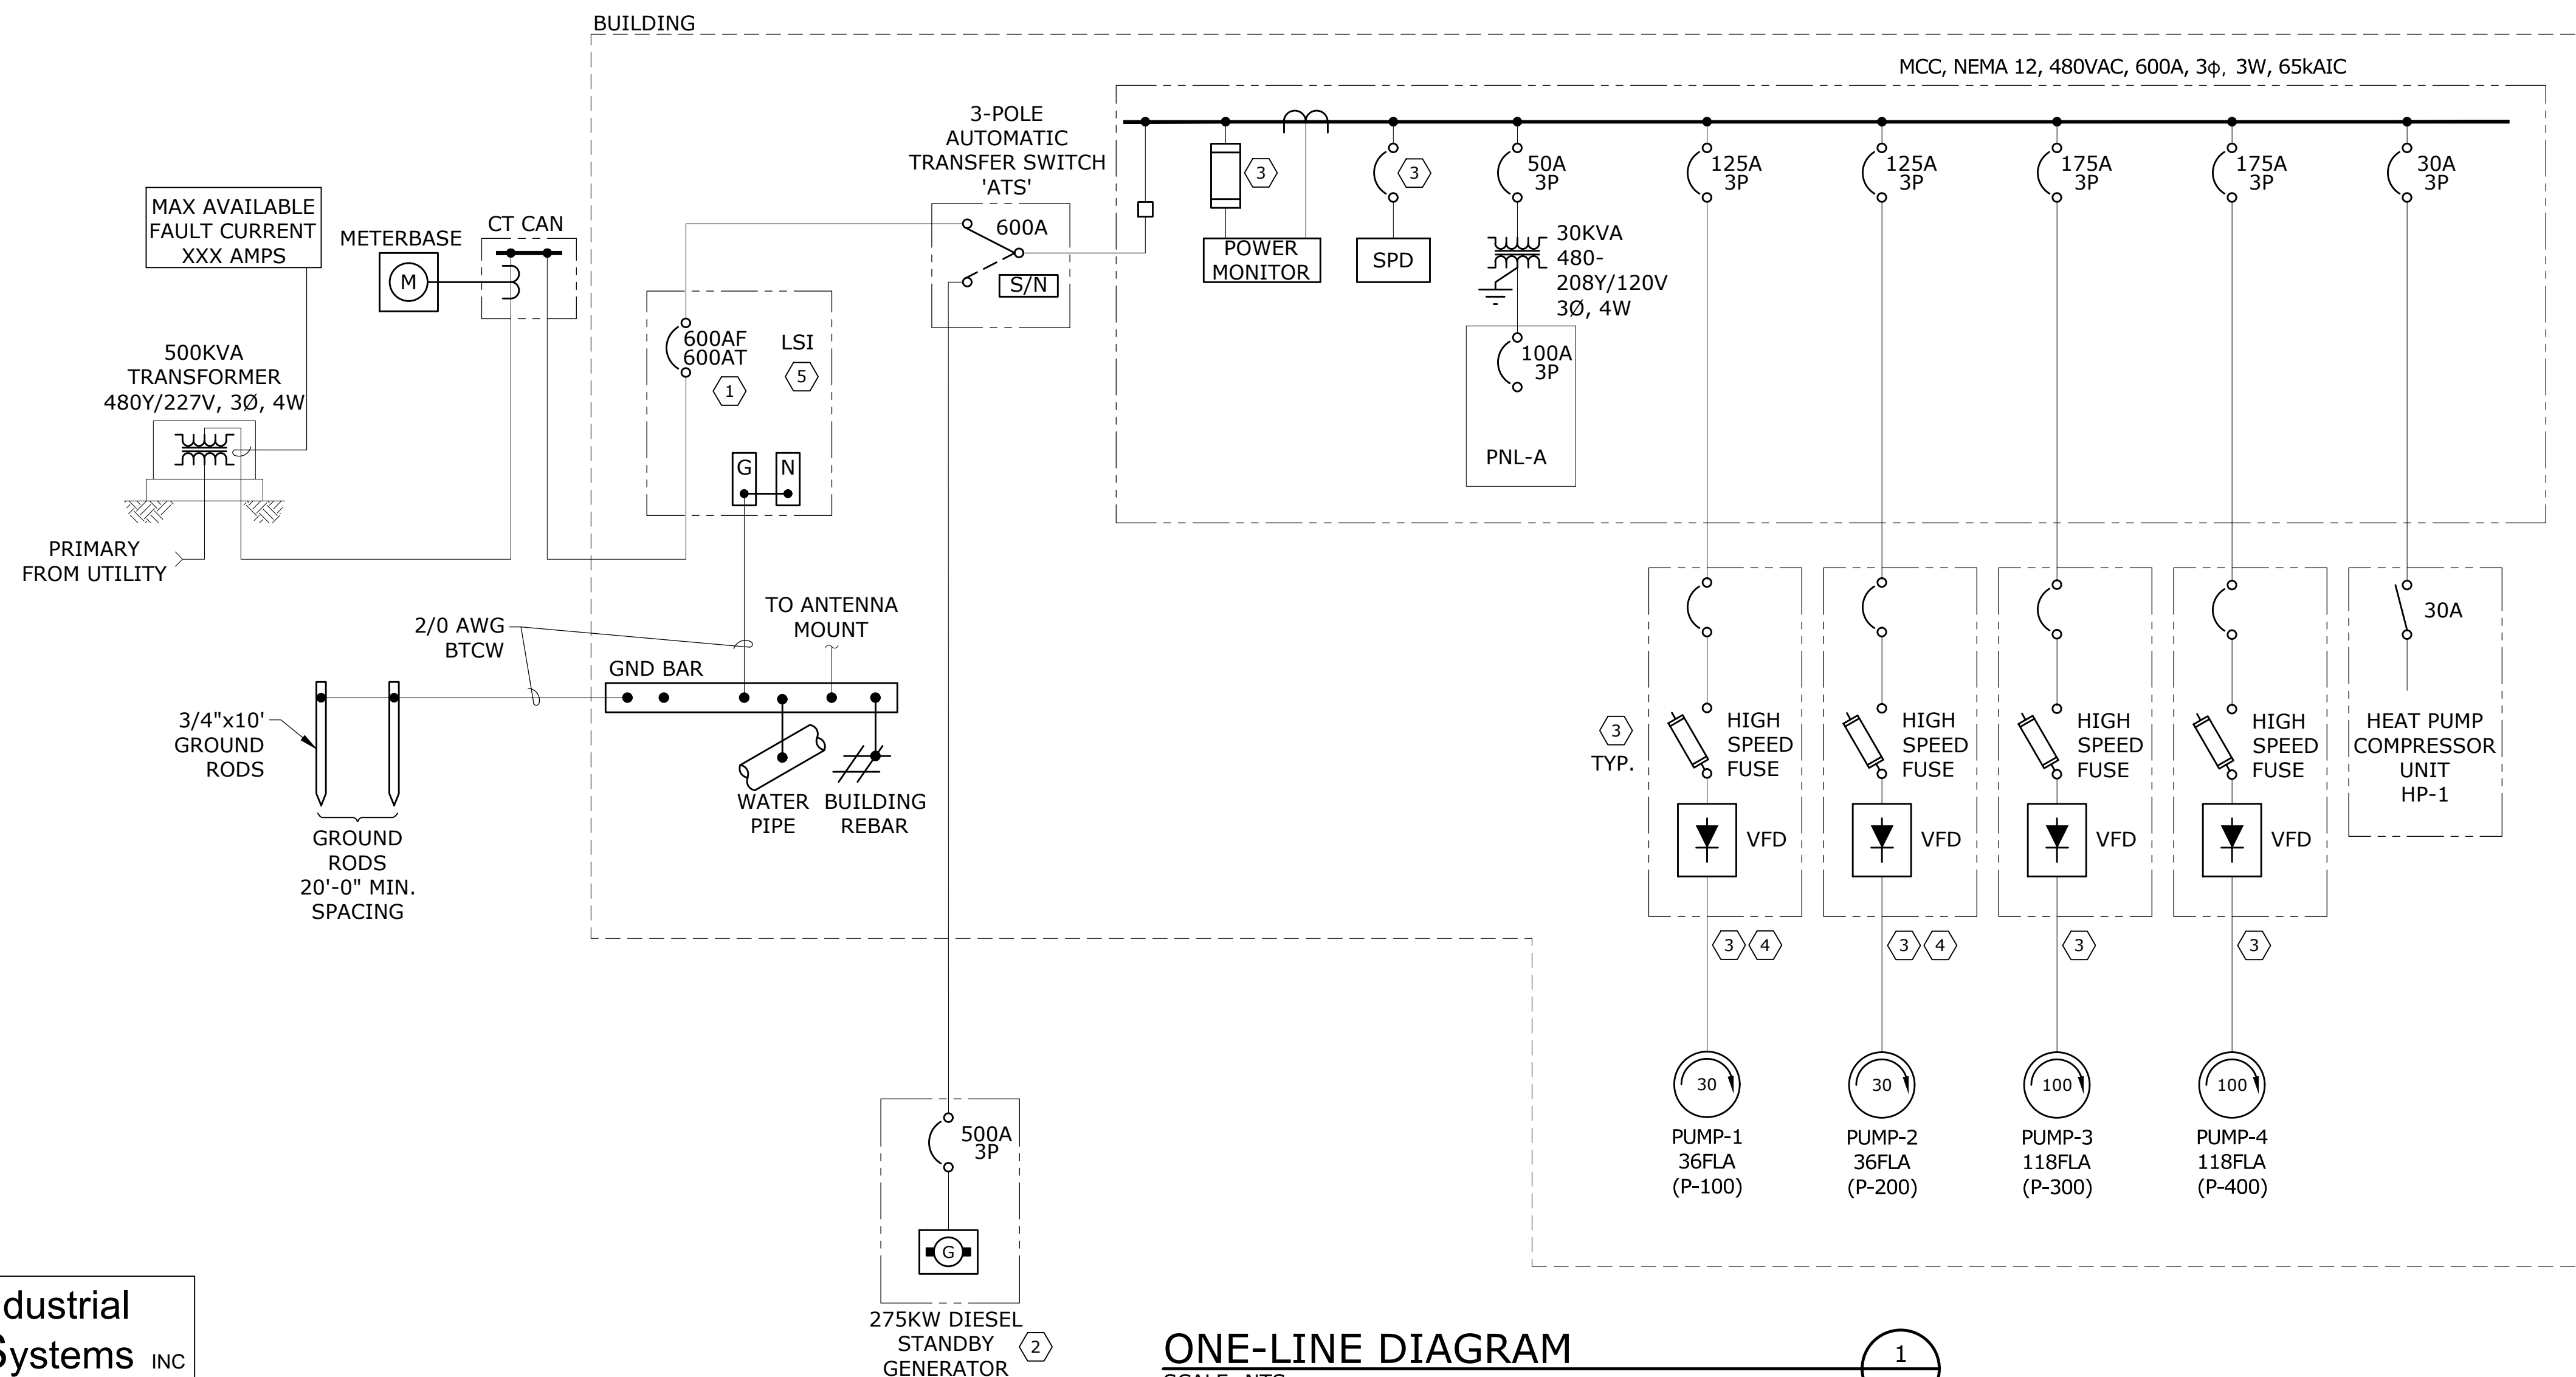 BUILDING
MCC, NEMA 12, 480VAC, 600A, 3ϕ, 3W, 65kAIC
3-POLE
AUTOMATIC
TRANSFER SWITCH
'ATS'
600A
S/N
MAX AVAILABLE
FAULT CURRENT
XXX AMPS
METERBASE
M
CT CAN
500KVA
TRANSFORMER
480Y/227V, 3Ø, 4W
PRIMARY
FROM UTILITY
600AF
600AT
LSI
1
5
G
N
3
POWER
MONITOR
3
SPD
50A
3P
30KVA
480-
208Y/120V
3Ø, 4W
100A
3P
PNL-A
125A
3P
125A
3P
175A
3P
175A
3P
30A
3P
2/0 AWG
BTCW
TO ANTENNA
MOUNT
GND BAR
3/4"x10'
GROUND
RODS
GROUND
RODS
20'-0" MIN.
SPACING
WATER
PIPE
BUILDING
REBAR
3
TYP.
HIGH
SPEED
FUSE
VFD
HIGH
SPEED
FUSE
VFD
HIGH
SPEED
FUSE
VFD
HIGH
SPEED
FUSE
VFD
30A
HEAT PUMP
COMPRESSOR
UNIT
HP-1
3 4
3 4
3
3
30
PUMP-1
36FLA
(P-100)
30
PUMP-2
36FLA
(P-200)
100
PUMP-3
118FLA
(P-300)
100
PUMP-4
118FLA
(P-400)
500A
3P
G
275KW DIESEL
STANDBY
GENERATOR
2
dustrial
Systems INC
ONE-LINE DIAGRAM
1